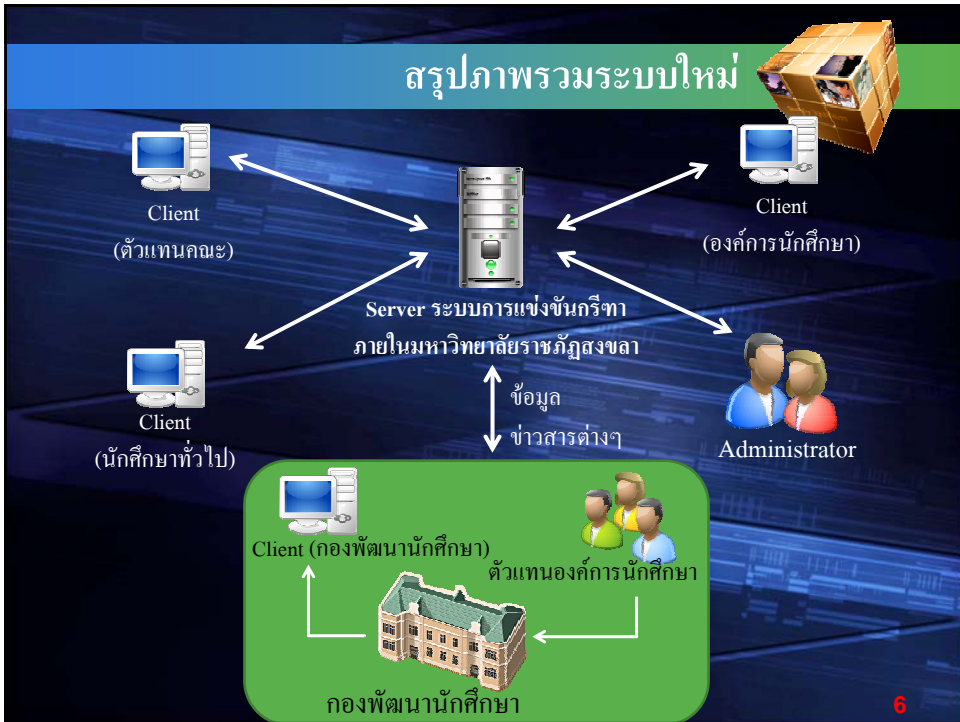 สรุปภาพรวมระบบใหม่
Client
(ตัวแทนคณะ)
Client
(องค์การนักศึกษา)
Server ระบบการแข่งขันกรีฑา
ภายในมหาวิทยาลัยราชภัฏสงขลา
Client
(นักศึกษาทั่วไป)
ข้อมูล
ข่าวสารต่างๆ
Administrator
Client (กองพัฒนานักศึกษา)
ตัวแทนองค์การนักศึกษา
กองพัฒนานักศึกษา
6